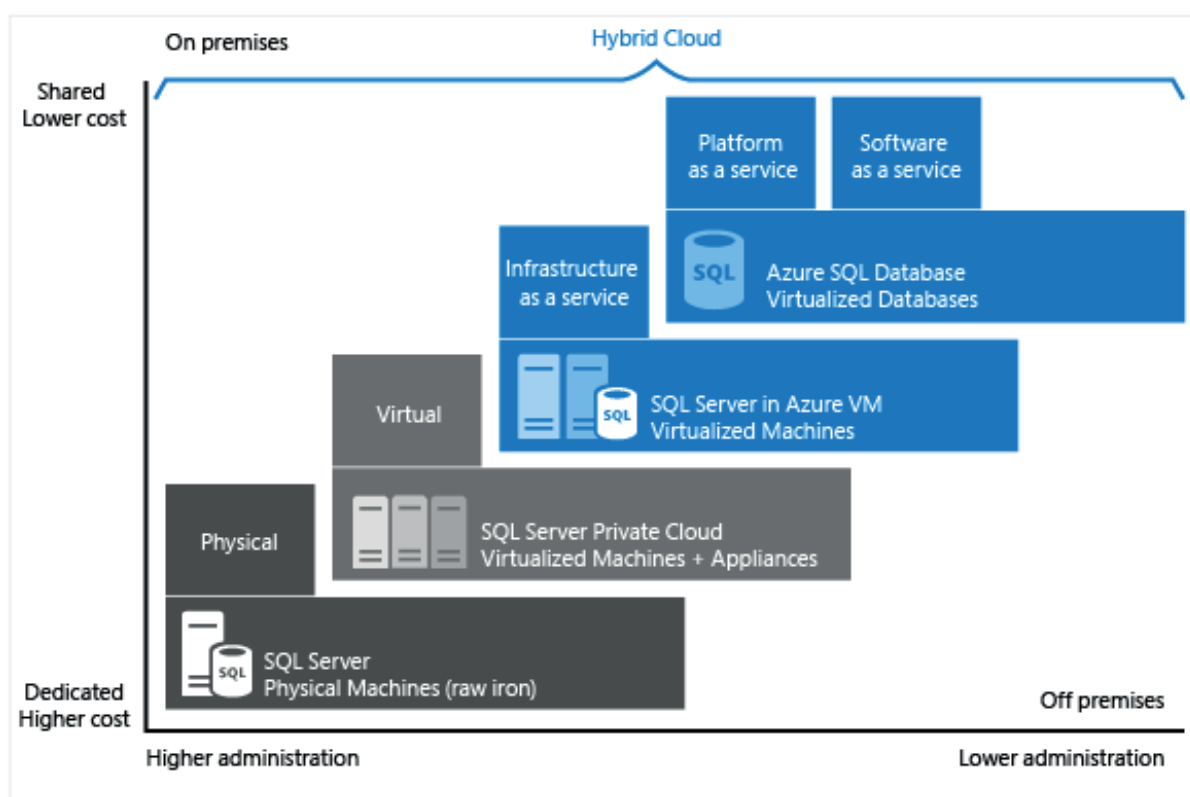 On premises
Hybrid Cloud
Shared
Lower cost
Platform
as a service
Software
as a service
Infrastructure
as a service
SQL
Azure SQL Database
Virtualized Databases
Virtual
SQL
SQL Server in Azure VM
Virtualized Machines
Physical
SQL Server Private Cloud
Virtualized Machines + Appliances
SQL
SQL Server
Physical Machines (raw iron)
Dedicated
Higher cost
Off premises
Higher administration
Lower administration